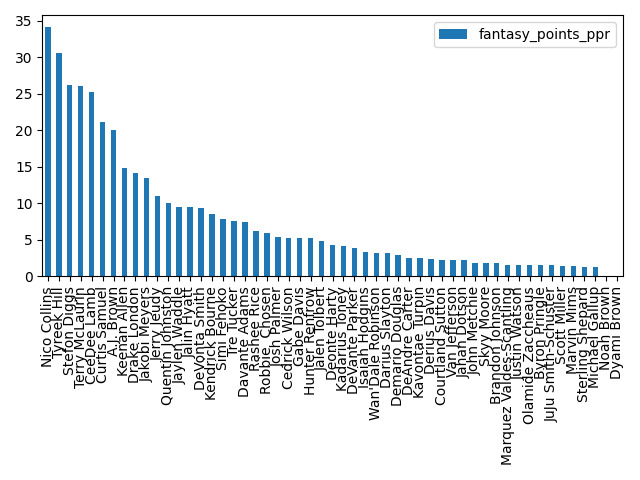 fantasy_points_ppr
35
30
25
20
15
10
5
0
Nico Collins
Tyreek Hill
Stefon Diggs
Terry McLaurin
CeeDee Lamb
Curtis Samuel
A.J. Brown
Keenan Allen
Drake London
Jakobi Meyers
Jerry Jeudy
Quentin Johnston
Jaylen Waddle
Jalin Hyatt
DeVonta Smith
Kendrick Bourne
Simi Fehoko
Tre Tucker
Davante Adams
Rashee Rice
Robbie Chosen
Josh Palmer
Cedrick Wilson
Gabe Davis
Hunter Renfrow
Jalen Tolbert
Deonte Harty
Kadarius Toney
DeVante Parker
Isaiah Hodgins
Wan'Dale Robinson
Darius Slayton
Demario Douglas
DeAndre Carter
Kavontae Turpin
Derius Davis
Courtland Sutton
Van Jefferson
Jahan Dotson
John Metchie
Skyy Moore
Brandon Johnson
Marquez Valdes-Scantling
Justin Watson
Olamide Zaccheaus
Byron Pringle
JuJu Smith-Schuster
Scott Miller
Marvin Mims
Sterling Shepard
Michael Gallup
Noah Brown
Dyami Brown